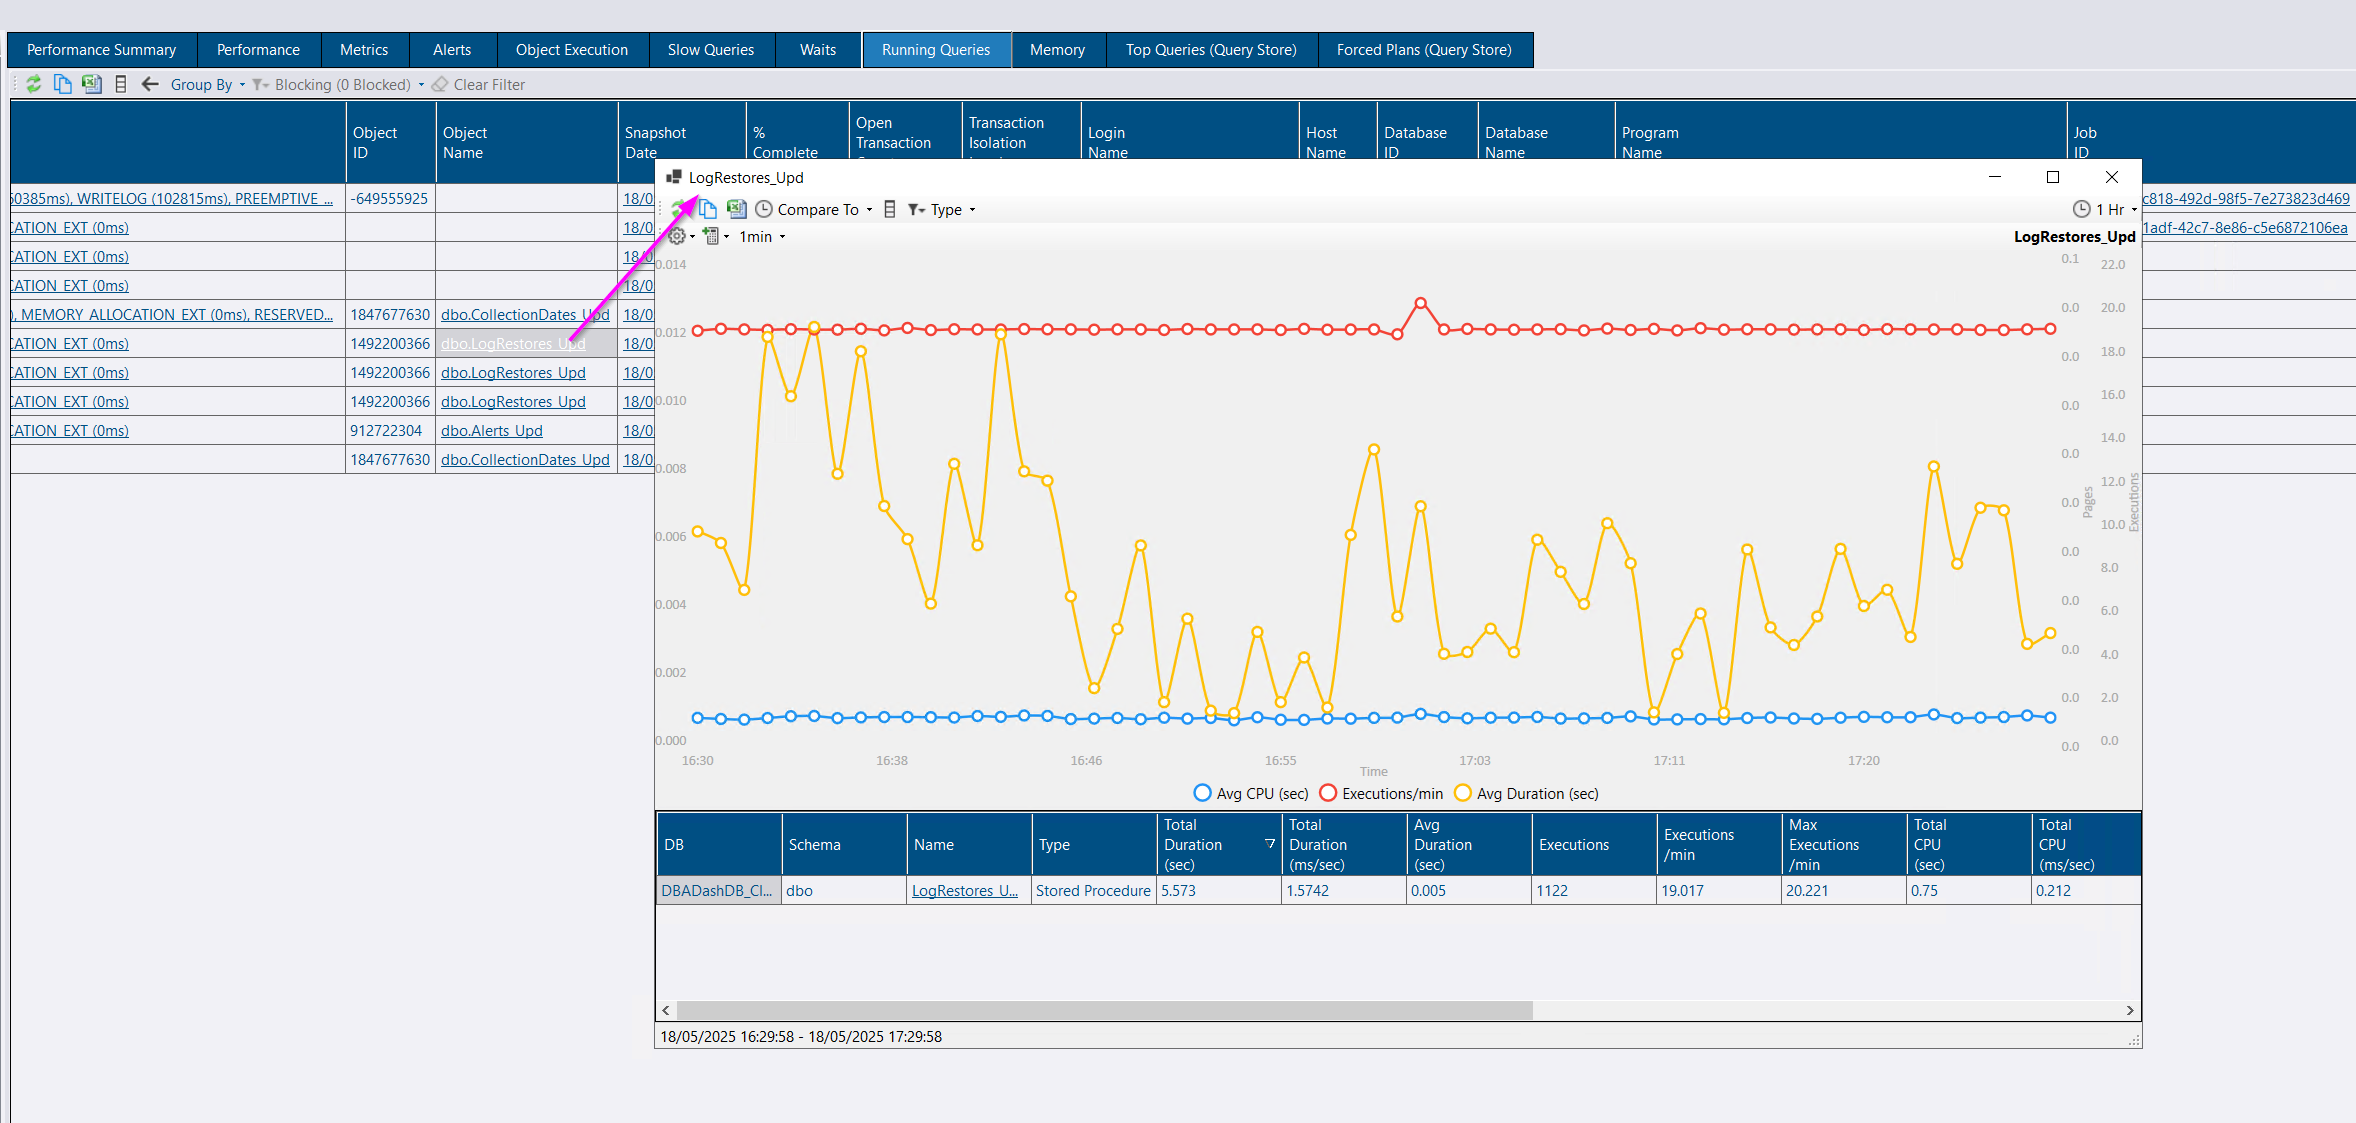 Performance Summary Performance Metrics Alerts Object Execution Slow Queries Waits Running Queries Memory Top Queries (Query Store) Forced Plans (Query Store)
Group By Blocking (0 Blocked) Clear Filter
Object ID Object Name Snapshot Date % Complete Open Transaction Transaction Isolation Login Name Host Name Database ID Database Name Program Name Job ID
60385ms), WRITELOG (102815ms), PREEMPTIVE_... -649555925 18/0 c818-492d-98f5-7e273823d469
CATION_EXT (0ms) 18/0 1adf-42c7-8e86-c5e6872106ea
CATION_EXT (0ms) 18/0
CATION_EXT (0ms) 18/0
), MEMORY_ALLOCATION_EXT (0ms), RESERVED... 1847677630 dbo.CollectionDates_Upd 18/0
CATION_EXT (0ms) 1492200366 dbo.LogRestores_Upd 18/0
CATION_EXT (0ms) 1492200366 dbo.LogRestores_Upd 18/0
CATION_EXT (0ms) 1492200366 dbo.LogRestores_Upd 18/0
CATION_EXT (0ms) 912722304 dbo.Alerts_Upd 18/0
1847677630 dbo.CollectionDates_Upd 18/0
LogRestores_Upd
Compare To Type 1 Hr
1min LogRestores_Upd
0.014
0.012
0.010
0.008
0.006
0.004
0.002
0.000
0.1
0.0
0.0
0.0
0.0
0.0
0.0
0.0
0.0
0.0
0.0
Pages
22.0
20.0
18.0
16.0
14.0
12.0
10.0
8.0
6.0
4.0
2.0
0.0
Executions
16:30 16:38 16:46 16:55 17:03 17:11 17:20
Time
Avg CPU (sec) Executions/min Avg Duration (sec)
DB Schema Name Type Total Duration (sec) Total Duration (ms/sec) Avg Duration (sec) Executions Executions /min Max Executions /min Total CPU (sec) Total CPU (ms/sec)
DBADashDB_Cl... dbo LogRestores_U... Stored Procedure 5.573 1.5742 0.005 1122 19.017 20.221 0.75 0.212
18/05/2025 16:29:58 - 18/05/2025 17:29:58